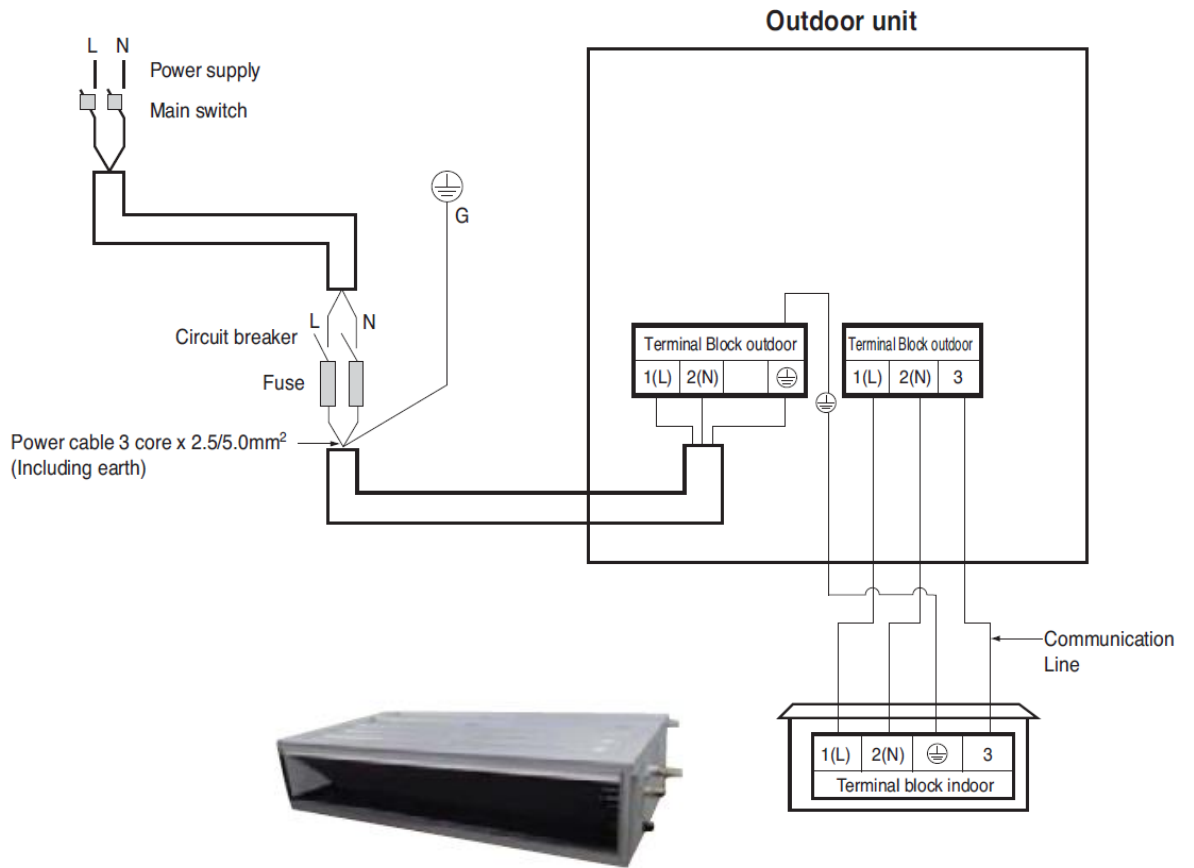 Outdoor unit
L N
Power supply
Main switch
G
L N
Circuit breaker
Fuse
Power cable 3 core x 2.5/5.0mm²
(Including earth)
Terminal Block outdoor
1(L) 2(N)
Terminal Block outdoor
1(L) 2(N) 3
Communication
Line
1(L) 2(N) 3
Terminal block indoor